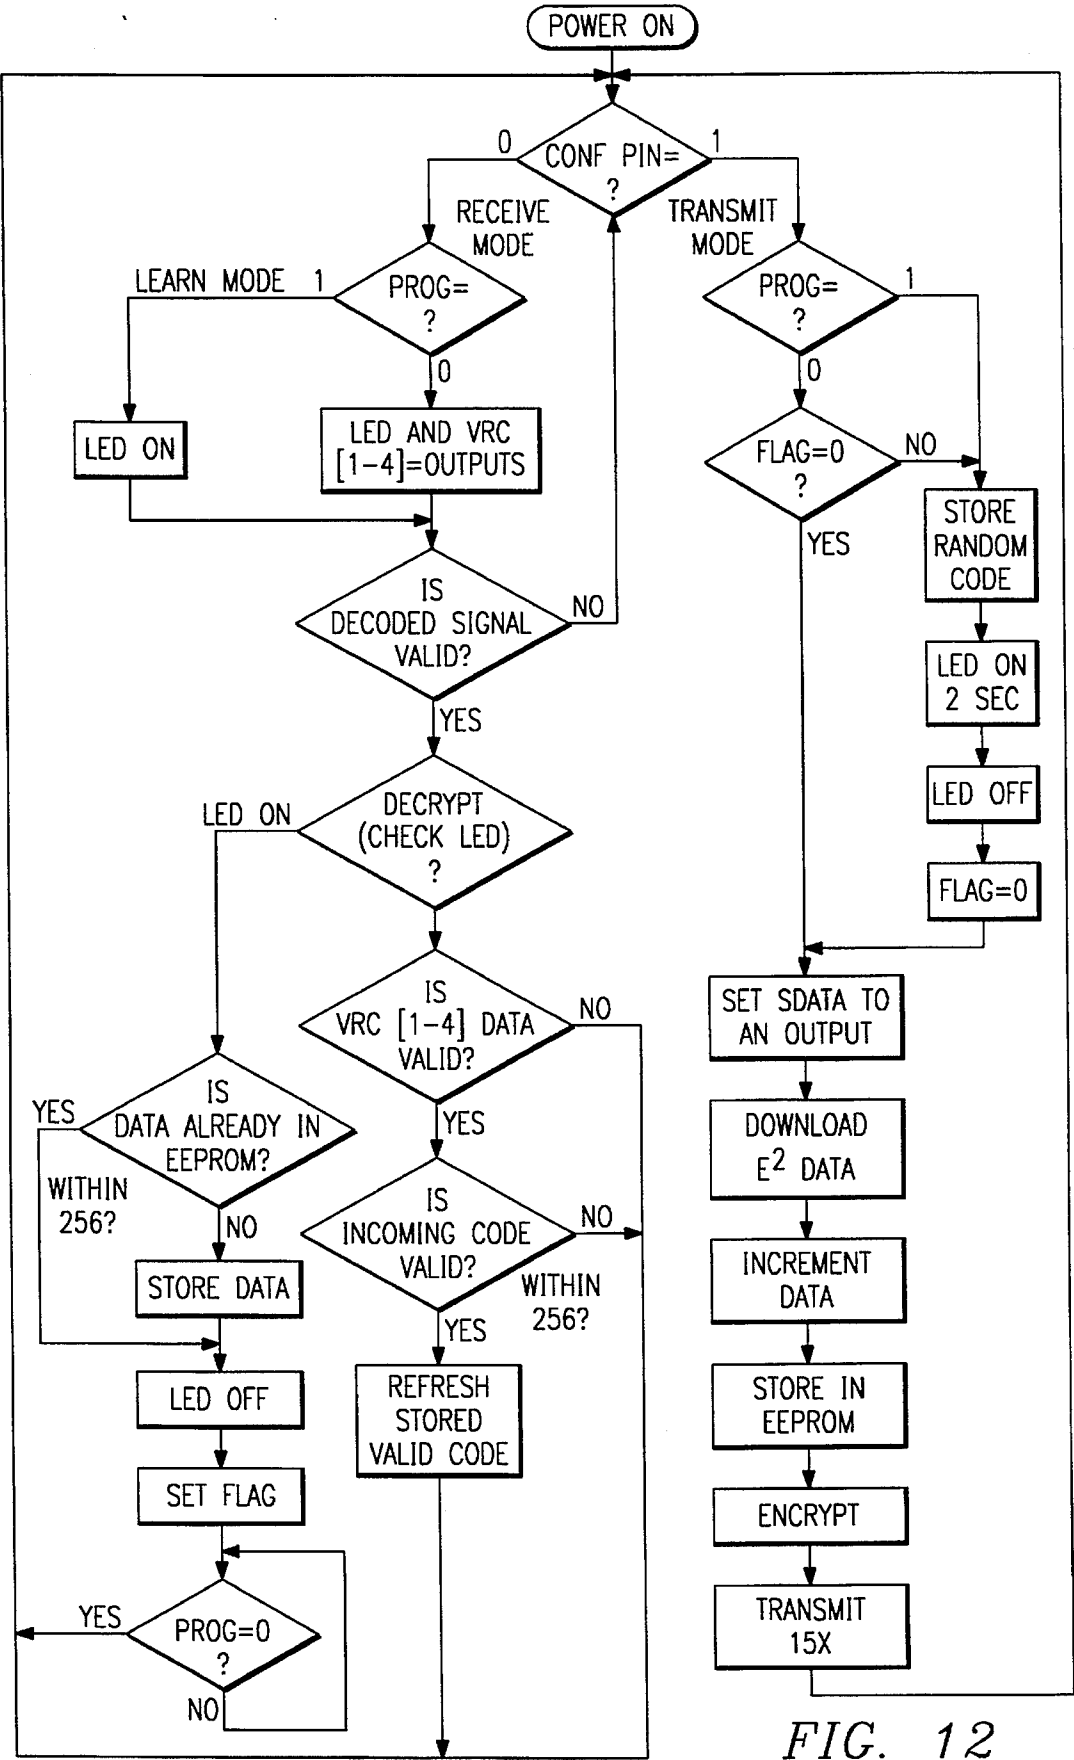 POWER ON
0
CONF PIN=
?
1
RECEIVE
MODE
TRANSMIT
MODE
LEARN MODE 1
PROG=
?
0
PROG=
?
1
0
LED ON
LED AND VRC
[1-4]=OUTPUTS
FLAG=0
?
NO
YES
STORE
RANDOM
CODE
IS
DECODED SIGNAL
VALID?
NO
YES
LED ON
2 SEC
LED OFF
FLAG=0
LED ON
DECRYPT
(CHECK LED)
?
IS
VRC [1-4] DATA
VALID?
NO
YES
SET SDATA TO
AN OUTPUT
YES
IS
DATA ALREADY IN
EEPROM?
WITHIN
256?
NO
DOWNLOAD
E² DATA
IS
INCOMING CODE
VALID?
NO
WITHIN
256?
YES
STORE DATA
INCREMENT
DATA
LED OFF
REFRESH
STORED
VALID CODE
STORE IN
EEPROM
SET FLAG
ENCRYPT
YES
PROG=0
?
NO
TRANSMIT
15X
FIG. 12